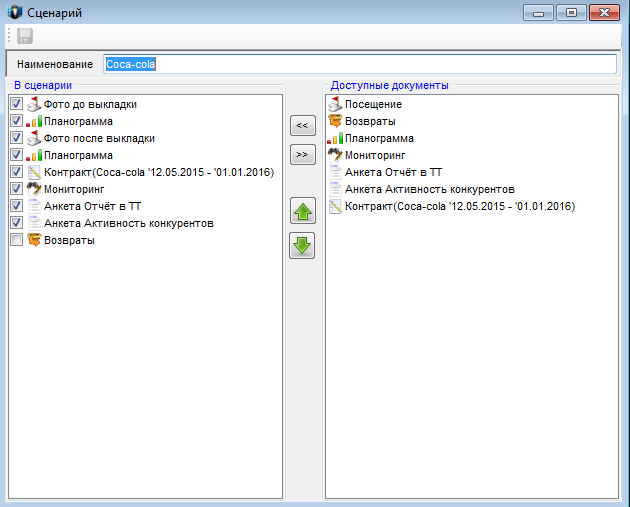 Сценарий
Наименование
Coca-cola
В сценарии
Фото до выкладки
Планограмма
Фото после выкладки
Планограмма
Контракт(Coca-cola '12.05.2015 - '01.01.2016)
Мониторинг
Анкета Отчёт в ТТ
Анкета Активность конкурентов
Возвраты
<<
>>
Доступные документы
Посещение
Возвраты
Планограмма
Мониторинг
Анкета Отчёт в ТТ
Анкета Активность конкурентов
Контракт(Coca-cola '12.05.2015 - '01.01.2016)